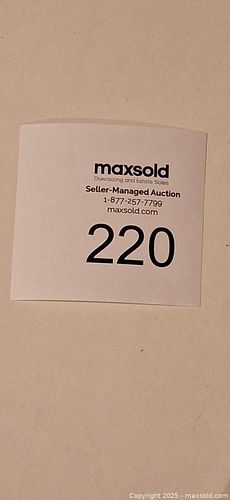 maxsold
Downsizing and Estate Sales
Seller-Managed Auction
1-877-257-7799
maxsold.com
220
Copyright 2025 - maxsold.com